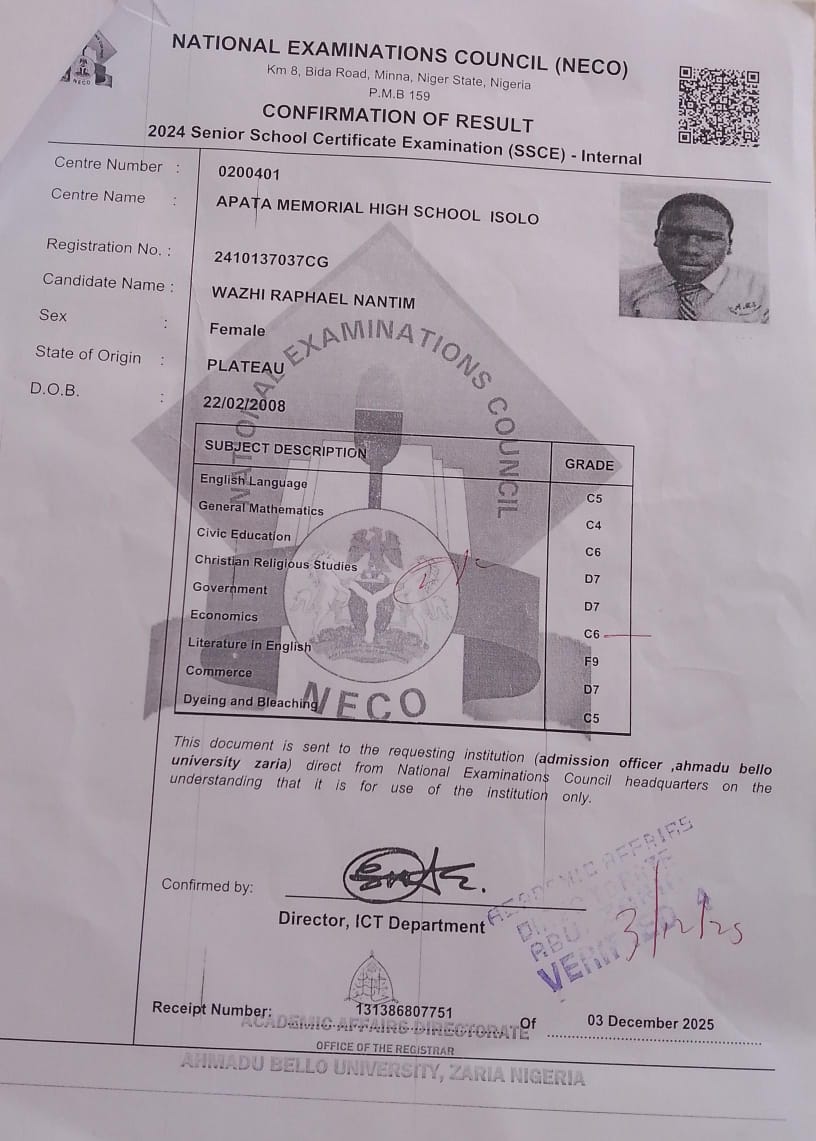 NATIONAL EXAMINATIONS COUNCIL (NECO)
Km 8, Bida Road, Minna, Niger State, Nigeria
P.M.B 159
CONFIRMATION OF RESULT
2024 Senior School Certificate Examination (SSCE) - Internal
NECO
Centre Number : 0200401
Centre Name : APATA MEMORIAL HIGH SCHOOL ISOLO
Registration No. : 2410137037CG
Candidate Name : WAZHI RAPHAEL NANTIM
Sex : Female
State of Origin : PLATEAU
D.O.B. : 22/02/2008
NATIONAL EXAMINATIONS COUNCIL
SUBJECT DESCRIPTION GRADE
English Language C5
General Mathematics C4
Civic Education C6
Christian Religious Studies D7
Government D7
Economics C6
Literature In English F9
Commerce D7
Dyeing and Bleaching C5
NECO
This document is sent to the requesting institution (admission officer ,ahmadu bello
university zaria) direct from National Examinations Council headquarters on the
understanding that it is for use of the institution only.
Confirmed by:
Director, ICT Department
ACADEMIC AFFAIRS
ABU
3/12/25
Receipt Number: 131386807751 Of 03 December 2025
ACADEMIC AFFAIRS DIRECTORATE
OFFICE OF THE REGISTRAR
AHMADU BELLO UNIVERSITY, ZARIA NIGERIA